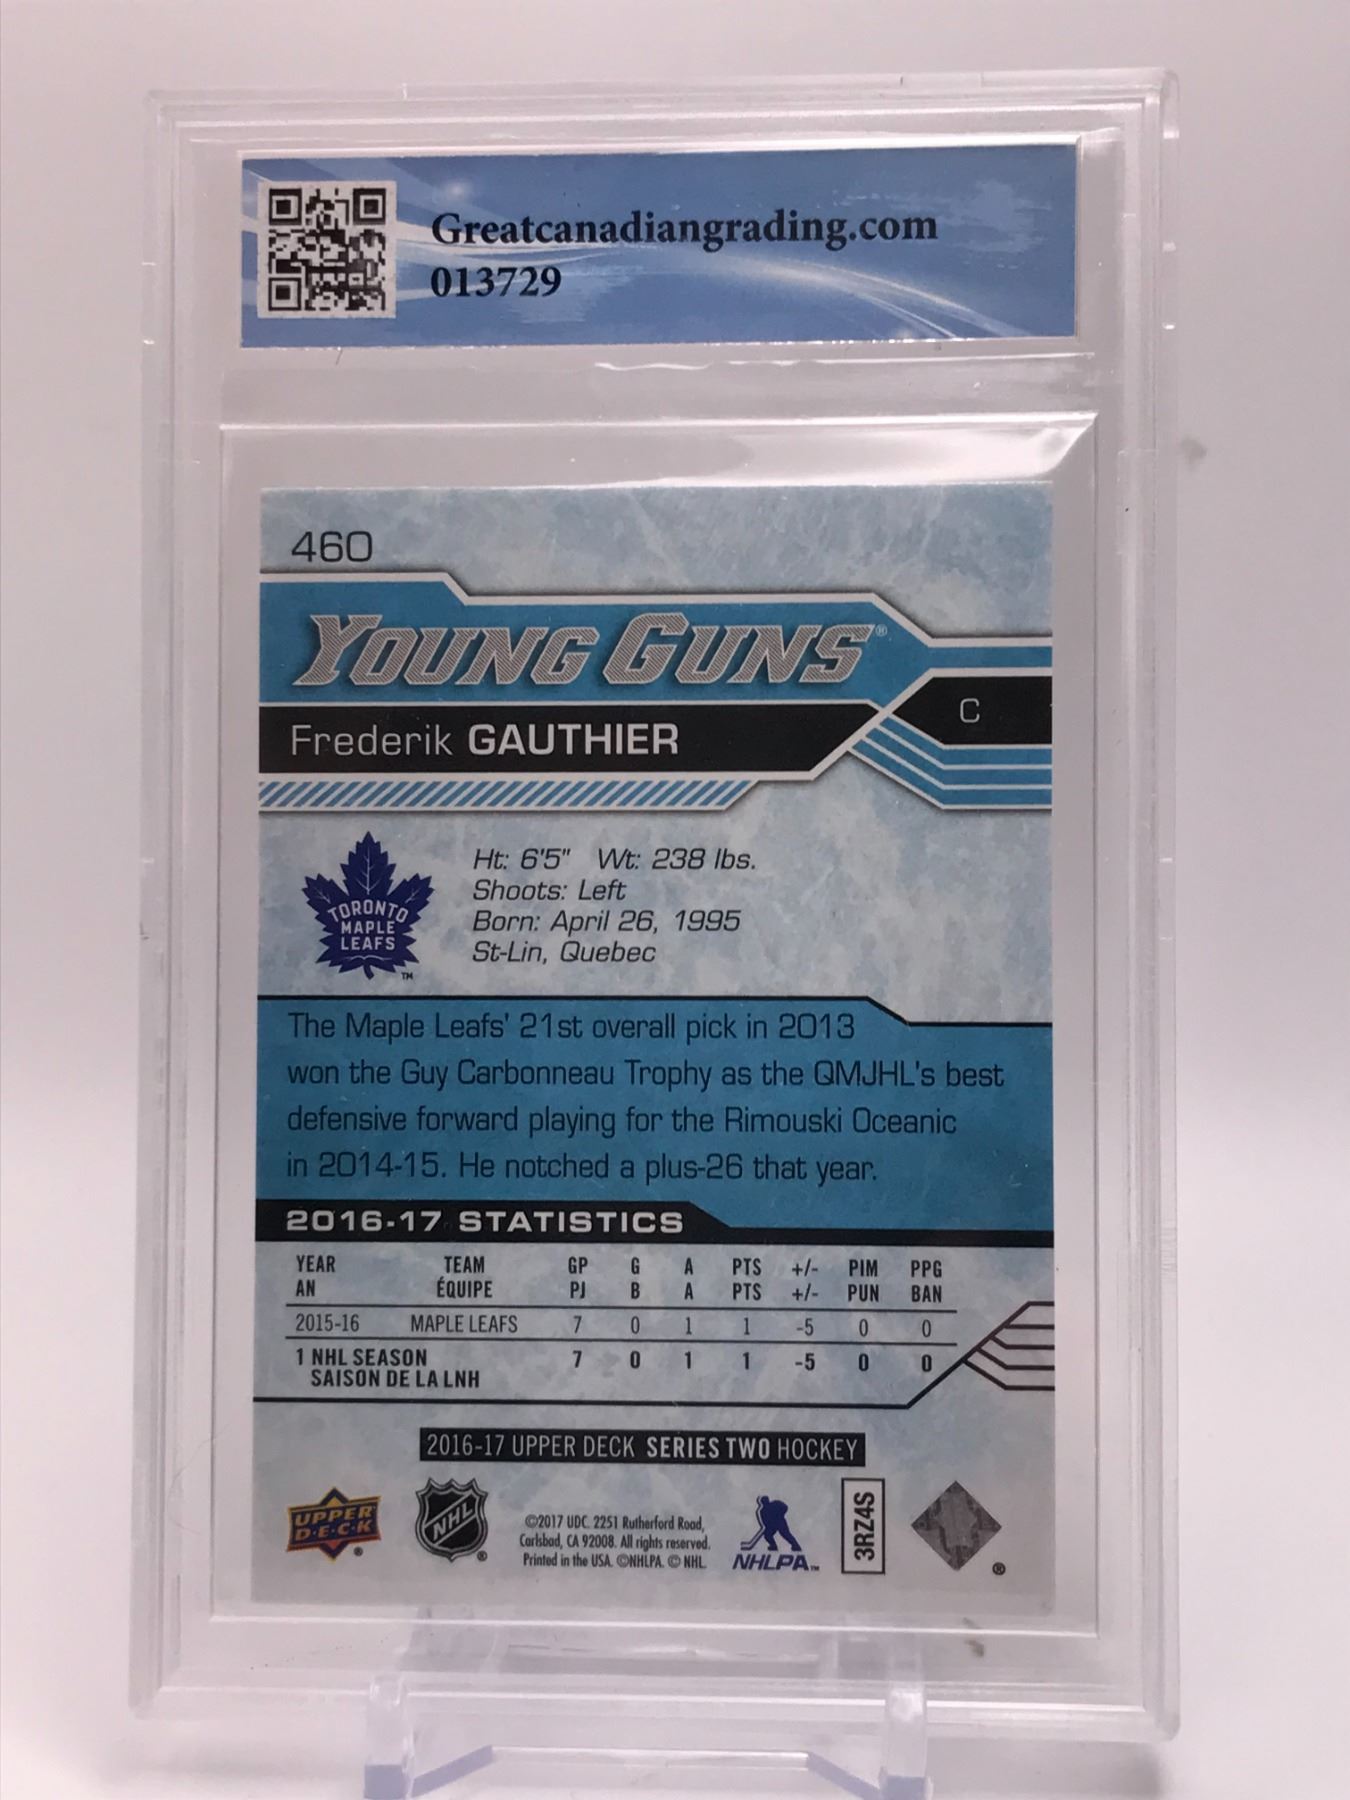 Greatcanadiangrading.com
013729
460
YOUNG GUNS®
C
Frederik GAUTHIER
TORONTO
MAPLE
LEAFS
™
Ht: 6'5" Wt: 238 lbs.
Shoots: Left
Born: April 26, 1995
St-Lin, Quebec
The Maple Leafs' 21st overall pick in 2013
won the Guy Carbonneau Trophy as the QMJHL's best
defensive forward playing for the Rimouski Oceanic
in 2014-15. He notched a plus-26 that year.
2016-17 STATISTICS
YEAR TEAM GP G A PTS +/- PIM PPG
AN ÉQUIPE PJ B A PTS +/- PUN BAN
2015-16 MAPLE LEAFS 7 0 1 1 -5 0 0
1 NHL SEASON 7 0 1 1 -5 0 0
SAISON DE LA LNH
2016-17 UPPER DECK SERIES TWO HOCKEY
UPPER
D·E·C·K
®
NHL
®
©2017 UDC. 2251 Rutherford Road,
Carlsbad, CA 92008. All rights reserved.
Printed in the USA. ©NHLPA. © NHL.
NHLPA™
3RZ4S
®